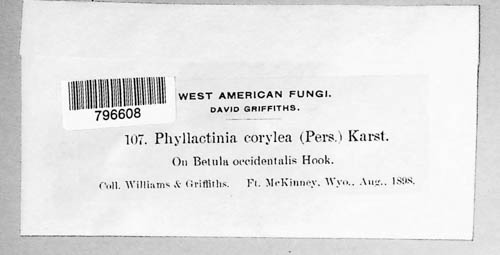 WEST AMERICAN FUNGI.
DAVID GRIFFITHS.
796608
107. Phyllactinia corylea (Pers.) Karst.
On Betula occidentalis Hook.
Coll. Williams & Griffiths. Ft. McKinney, Wyo., Aug., 1898.